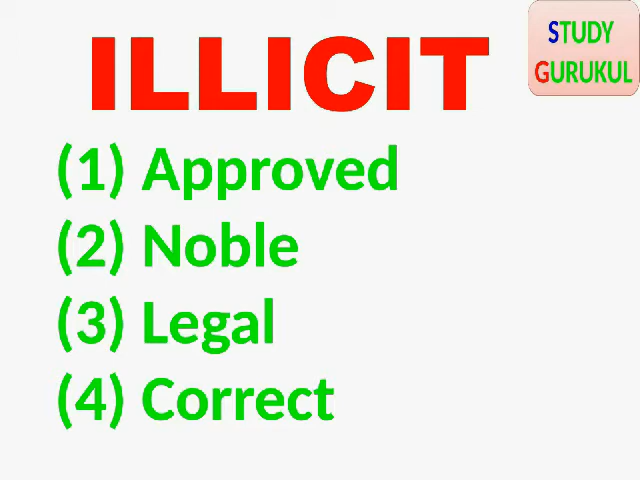 ILLICIT
STUDY
GURUKUL
(1) Approved
(2) Noble
(3) Legal
(4) Correct